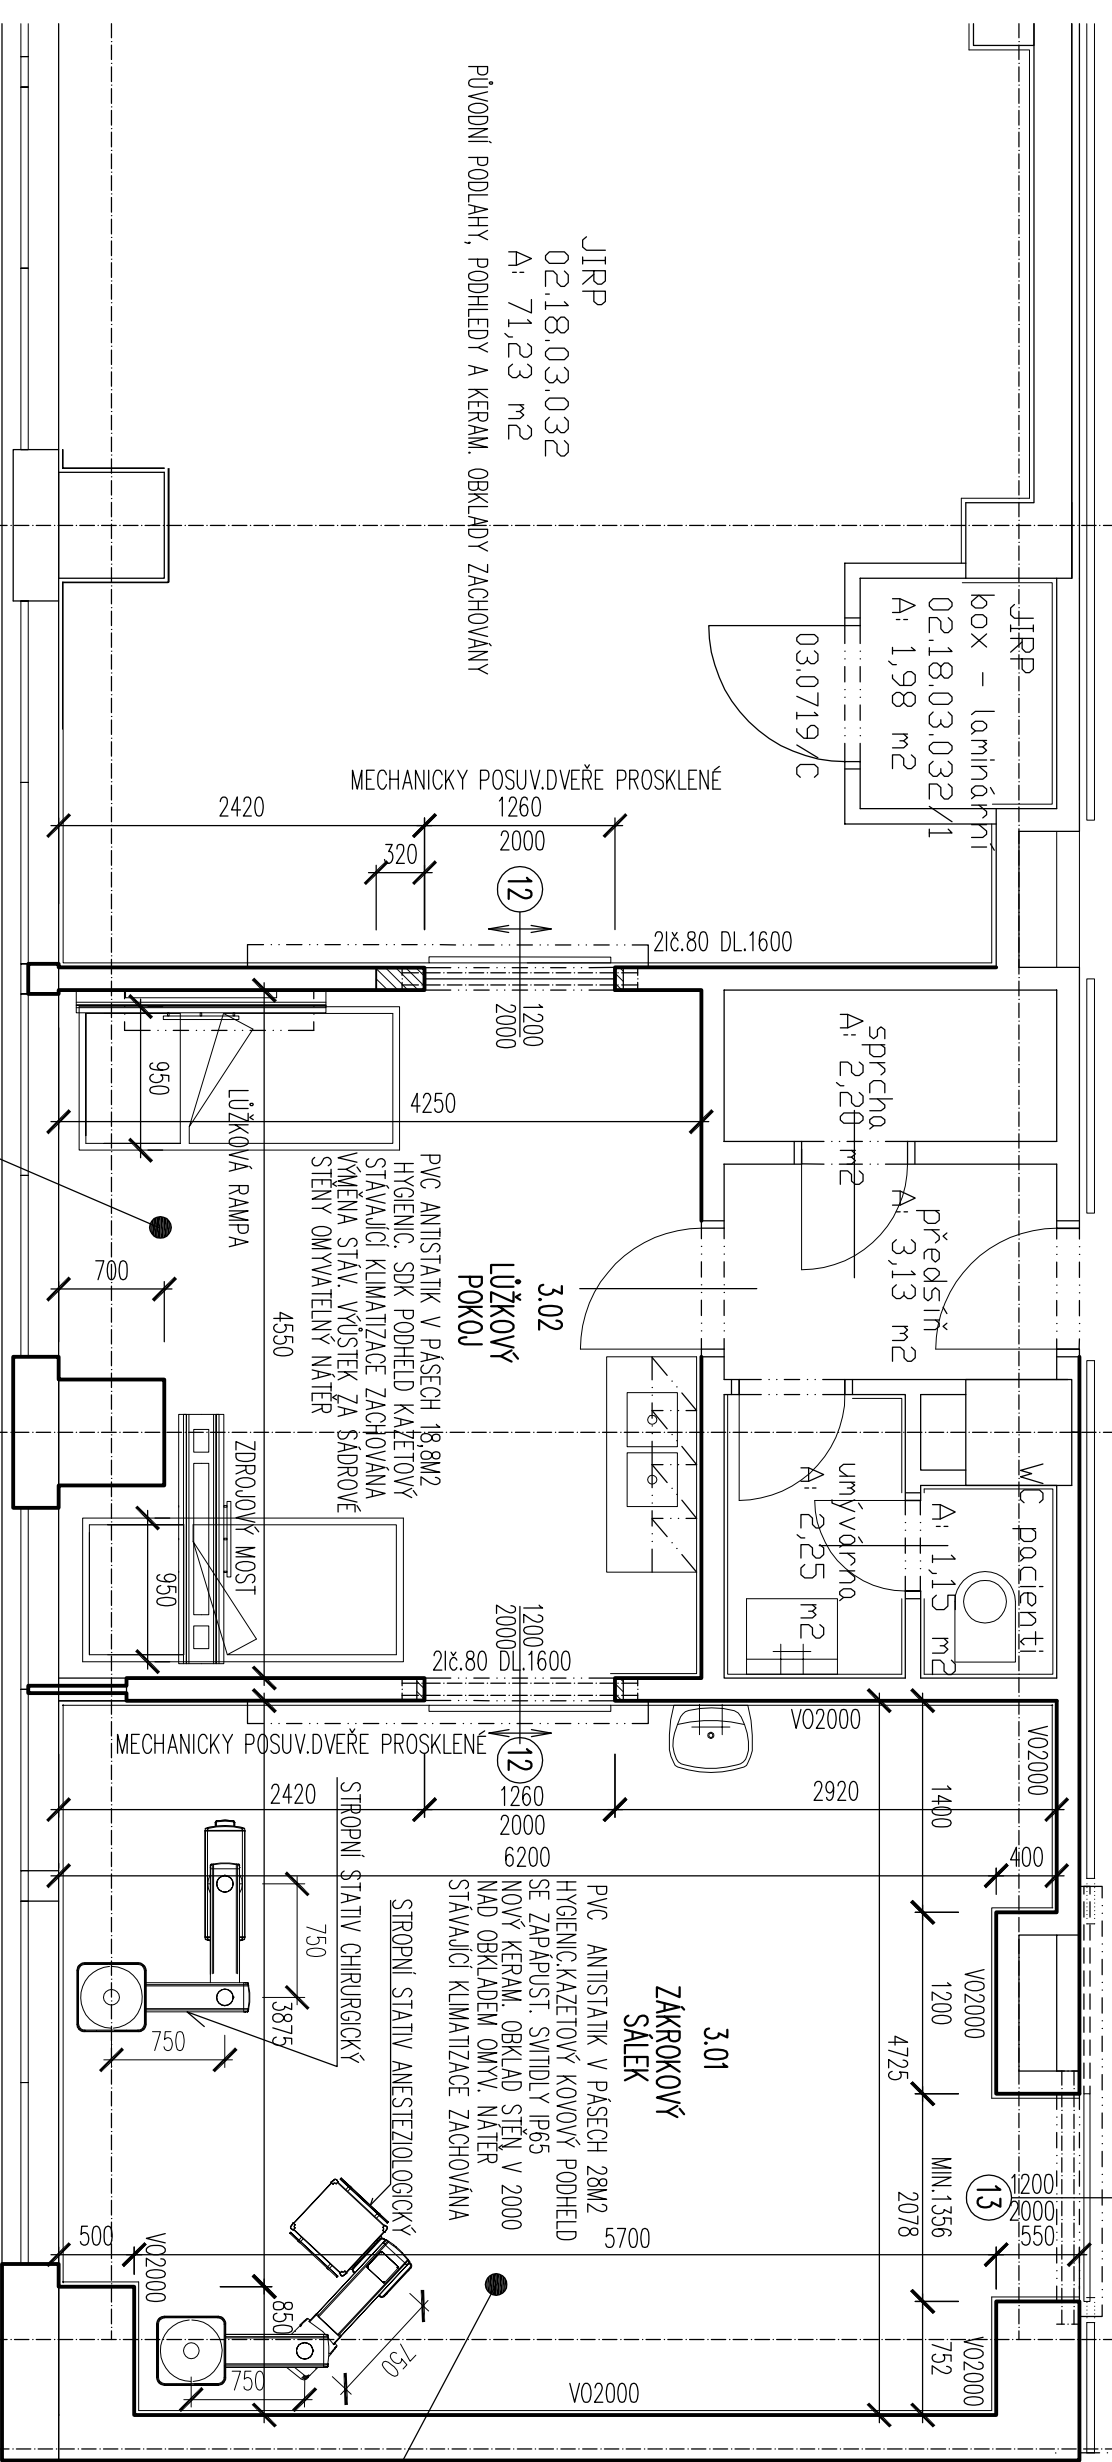 JIRP
02.18.03.032
A: 71,23 m2
PŮVODNÍ PODLAHY, PODHLEDY A KERAM. OBKLADY ZACHOVÁNY
JIRP
box - laminární
02.18.03.032/1
A: 1,98 m2
03.0719/C
MECHANICKY POSUV.DVEŘE PROSKLENÉ
2420
1260
2000
320
12
2Ič.80 DL.1600
1200
2000
sprcha
A: 2,20 m2
předsíň
A: 3,13 m2
WC pacienti
A: 1,15 m2
umývárna
A: 2,25 m2
950
4250
LŮŽKOVÁ RAMPA
700
4550
3.02
LŮŽKOVÝ
POKOJ
PVC ANTISTATIK V PÁSECH 18,8M2
HYGIENIC. SDK PODHELD KAZETOVÝ
STÁVAJÍCÍ KLIMATIZACE ZACHOVÁNA
VÝMĚNA STÁV. VÝÚSTEK ZA SÁDROVÉ
STĚNY OMYVATELNÝ NÁTĚR
ZDROJOVÝ MOST
950
1200
2000
2Ič.80 DL.1600
MECHANICKY POSUV.DVEŘE PROSKLENÉ
12
2420
1260
2000
2920
VO2000
VO2000
1400
400
6200
STROPNÍ STATIV CHIRURGICKÝ
STROPNÍ STATIV ANESTEZIOLOGICKÝ
750
3875
750
3.01
ZÁKROKOVÝ
SÁLEK
PVC ANTISTATIK V PÁSECH 28M2
HYGIENIC.KAZETOVÝ KOVOVÝ PODHELD
SE ZAPÁPUST. SVITIDLY IP65
NOVÝ KERAM. OBKLAD STĚN V 2000
NAD OBKLADEM OMYV. NÁTĚR
STÁVAJÍCÍ KLIMATIZACE ZACHOVÁNA
VO2000
1200
4725
MIN.1356
2078
13
1200
2000
550
500
VO2000
5700
850
750
750
VO2000
752
VO2000